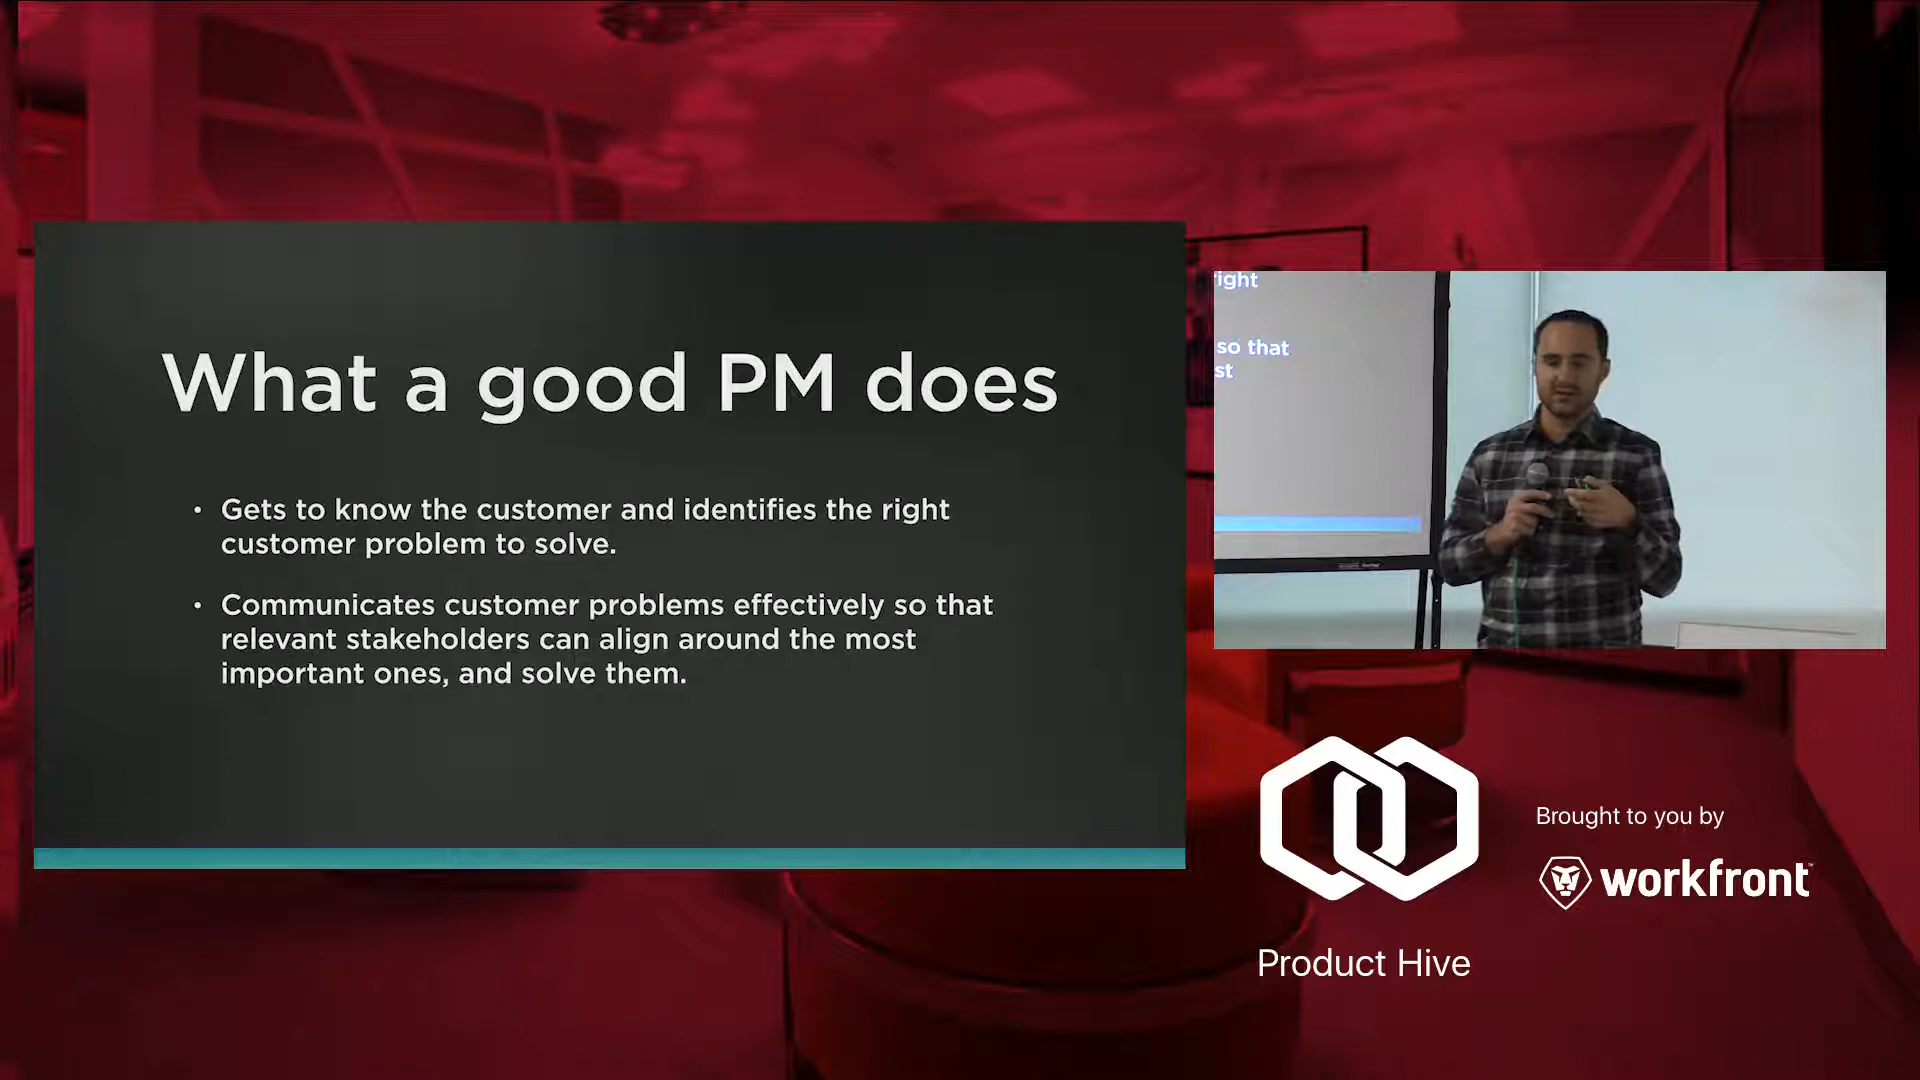 What a good PM does
• Gets to know the customer and identifies the right
customer problem to solve.
• Communicates customer problems effectively so that
relevant stakeholders can align around the most
important ones, and solve them.
right
so that
st
Product Hive
Brought to you by
workfront